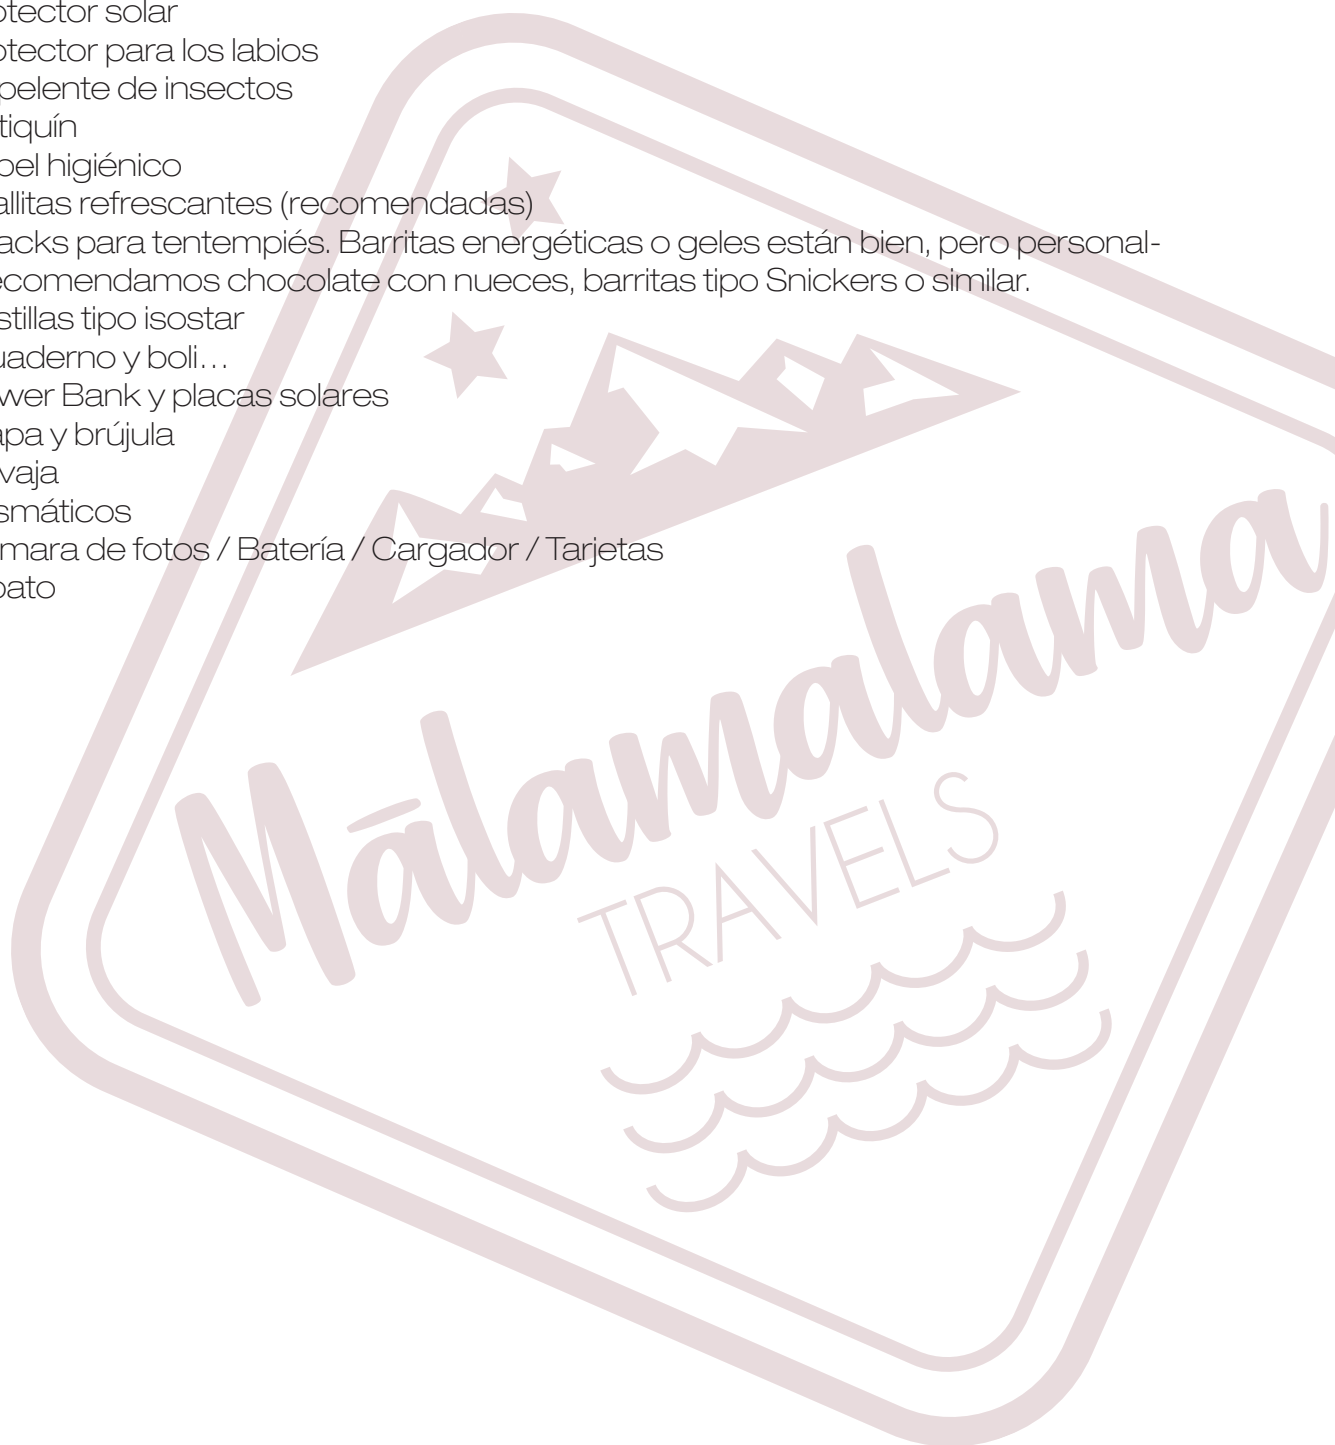 otector solar
otector para los labios
pelente de insectos
tiquín
pel higiénico
allitas refrescantes (recomendadas)
acks para tentempiés. Barritas energéticas o geles están bien, pero personal-
ecomendamos chocolate con nueces, barritas tipo Snickers o similar.
stillas tipo isostar
uaderno y boli…
wer Bank y placas solares
apa y brújula
vaja
smáticos
mara de fotos / Batería / Cargador / Tarjetas
pato
Mālamalama
TRAVELS